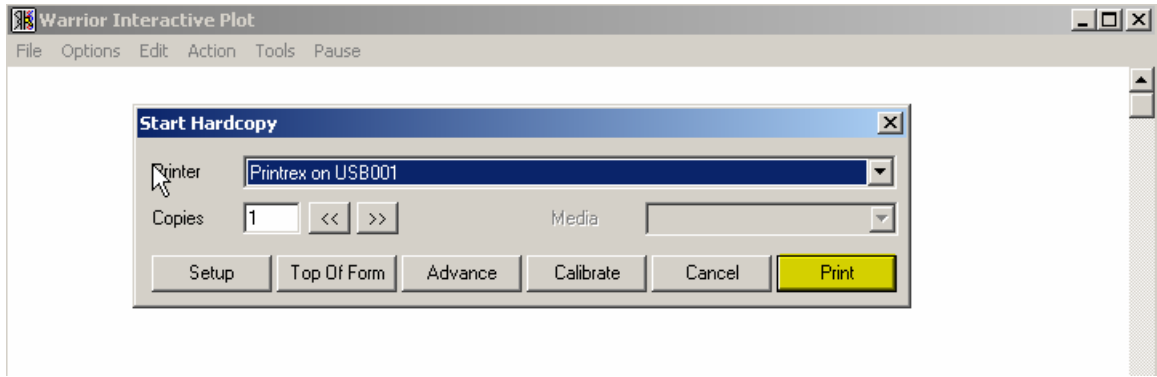 Warrior Interactive Plot
File Options Edit Action Tools Pause
Start Hardcopy
Printer Printrex on USB001
Copies 1 << >> Media
Setup Top Of Form Advance Calibrate Cancel Print